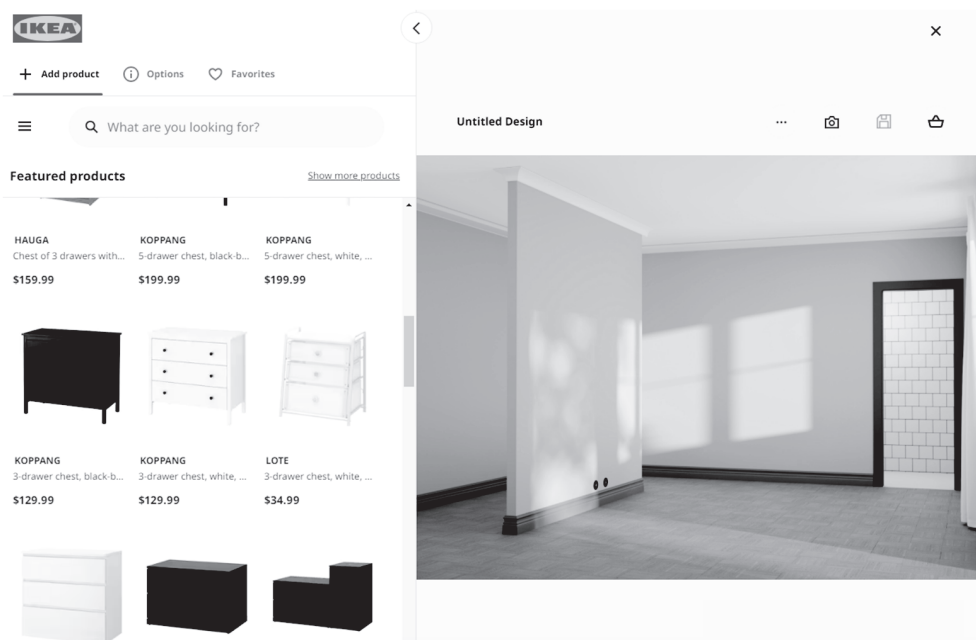 IKEA
Add product
Options
Favorites
What are you looking for?
Featured products
Show more products
HAUGA
Chest of 3 drawers with...
$159.99
KOPPANG
5-drawer chest, black-b...
$199.99
KOPPANG
5-drawer chest, white, ...
$199.99
KOPPANG
3-drawer chest, black-b...
$129.99
KOPPANG
3-drawer chest, white, ...
$129.99
LOTE
3-drawer chest, white, ...
$34.99
Untitled Design